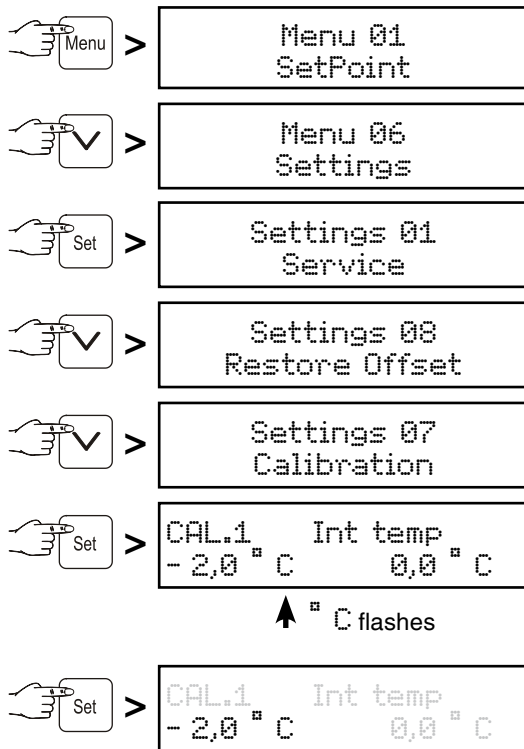 Menu > Menu 01
SetPoint
> Menu 06
Settings
Set > Settings 01
Service
> Settings 08
Restore Offset
> Settings 07
Calibration
Set > CAL.1 Int temp
- 2,0 ° C 0,0 ° C
° C flashes
Set > CAL.1 Int temp
- 2,0 ° C 0,0 ° C